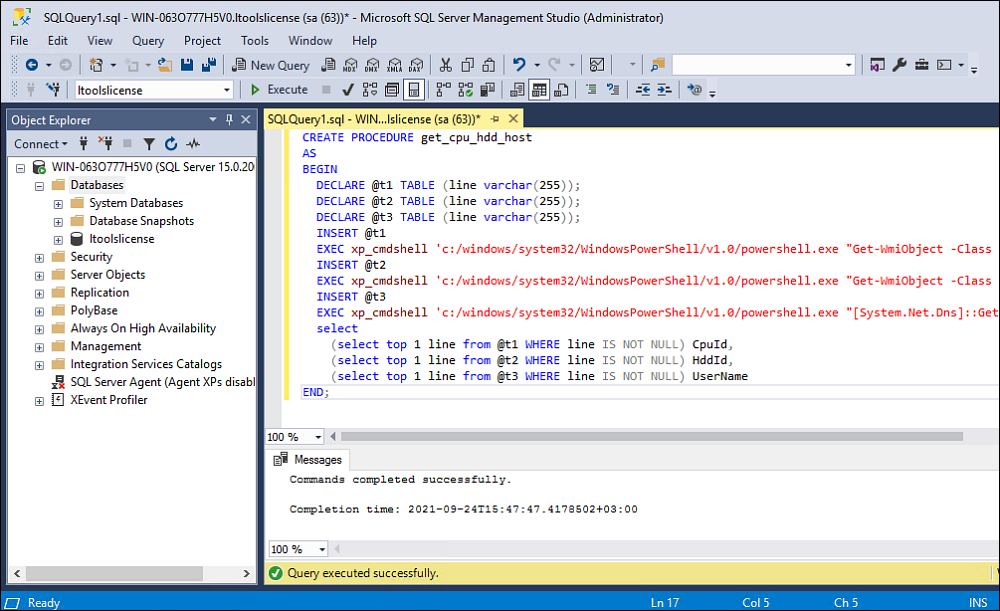 SQLQuery1.sql - WIN-063O777H5V0.Itoolslicense (sa (63))* - Microsoft SQL Server Management Studio (Administrator)
File Edit View Query Project Tools Window Help
New Query MDX DMX XMLA DAX
Itoolslicense Execute
Object Explorer
Connect
WIN-063O777H5V0 (SQL Server 15.0.20
Databases
System Databases
Database Snapshots
Itoolslicense
Security
Server Objects
Replication
PolyBase
Always On High Availability
Management
Integration Services Catalogs
SQL Server Agent (Agent XPs disabl
XEvent Profiler
SQLQuery1.sql - WIN...lslicense (sa (63))*
CREATE PROCEDURE get_cpu_hdd_host
AS
BEGIN
DECLARE @t1 TABLE (line varchar(255));
DECLARE @t2 TABLE (line varchar(255));
DECLARE @t3 TABLE (line varchar(255));
INSERT @t1
EXEC xp_cmdshell 'c:/windows/system32/WindowsPowerShell/v1.0/powershell.exe "Get-WmiObject -Class
INSERT @t2
EXEC xp_cmdshell 'c:/windows/system32/WindowsPowerShell/v1.0/powershell.exe "Get-WmiObject -Class
INSERT @t3
EXEC xp_cmdshell 'c:/windows/system32/WindowsPowerShell/v1.0/powershell.exe "[System.Net.Dns]::Get
select
(select top 1 line from @t1 WHERE line IS NOT NULL) CpuId,
(select top 1 line from @t2 WHERE line IS NOT NULL) HddId,
(select top 1 line from @t3 WHERE line IS NOT NULL) UserName
END;
100 %
Messages
Commands completed successfully.
Completion time: 2021-09-24T15:47:47.4178502+03:00
100 %
Query executed successfully.
Ready Ln 17 Col 5 Ch 5 INS